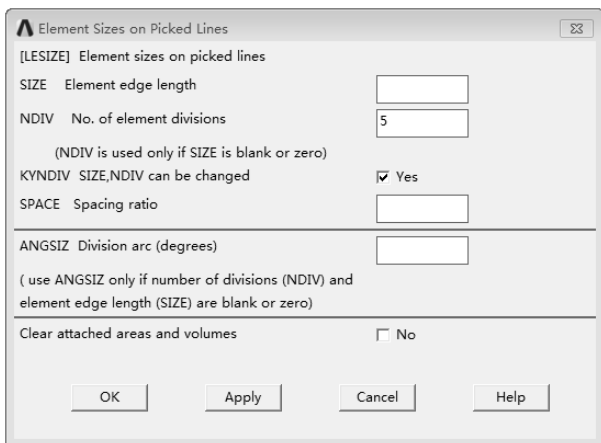 Element Sizes on Picked Lines
[LESIZE] Element sizes on picked lines
SIZE Element edge length
NDIV No. of element divisions 5
(NDIV is used only if SIZE is blank or zero)
KYNDIV SIZE,NDIV can be changed Yes
SPACE Spacing ratio
ANGSIZ Division arc (degrees)
( use ANGSIZ only if number of divisions (NDIV) and
element edge length (SIZE) are blank or zero)
Clear attached areas and volumes No
OK Apply Cancel Help